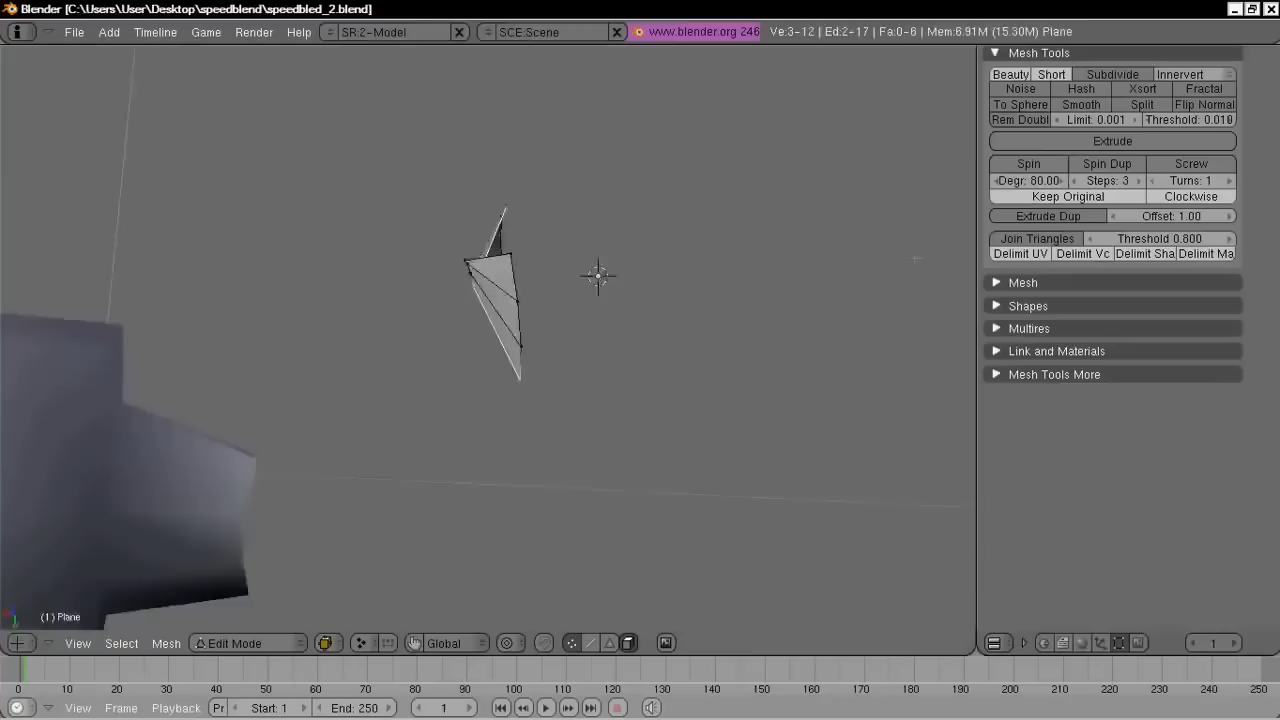 Blender [C:\Users\User\Desktop\speedblend\speedbled_2.blend]
File Add Timeline Game Render Help SR:2-Model SCE:Scene www.blender.org 246 Ve:3-12 | Ed:2-17 | Fa:0-6 | Mem:6.91M (15.30M) Plane
Mesh Tools
Beauty Short Subdivide Innervert
Noise Hash Xsort Fractal
To Sphere Smooth Split Flip Normal
Rem Doubl Limit: 0.001 Threshold: 0.010
Extrude
Spin Spin Dup Screw
Degr: 80.00 Steps: 3 Turns: 1
Keep Original Clockwise
Extrude Dup Offset: 1.00
Join Triangles Threshold 0.800
Delimit UV Delimit Vc Delimit Sha Delimit Ma
Mesh
Shapes
Multires
Link and Materials
Mesh Tools More
(1) Plane
View Select Mesh Edit Mode Global 1
0 10 20 30 40 50 60 70 80 90 100 110 120 130 140 150 160 170 180 190 200 210 220 230 240 250
View Frame Playback Pr Start: 1 End: 250 1